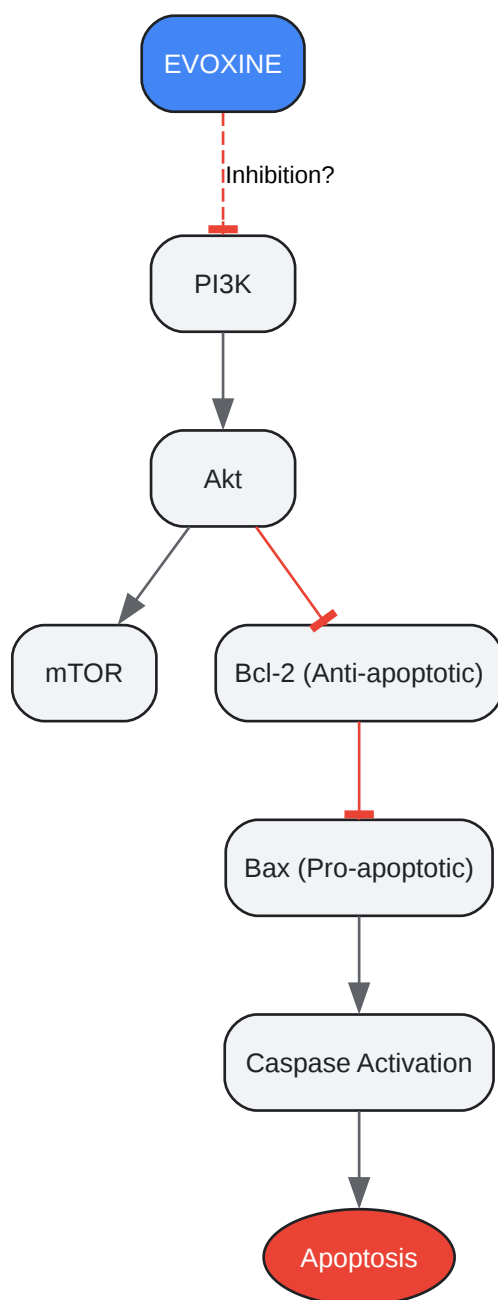 EVOXINE
Inhibition?
PI3K
Akt
mTOR
Bcl-2 (Anti-apoptotic)
Bax (Pro-apoptotic)
Caspase Activation
Apoptosis